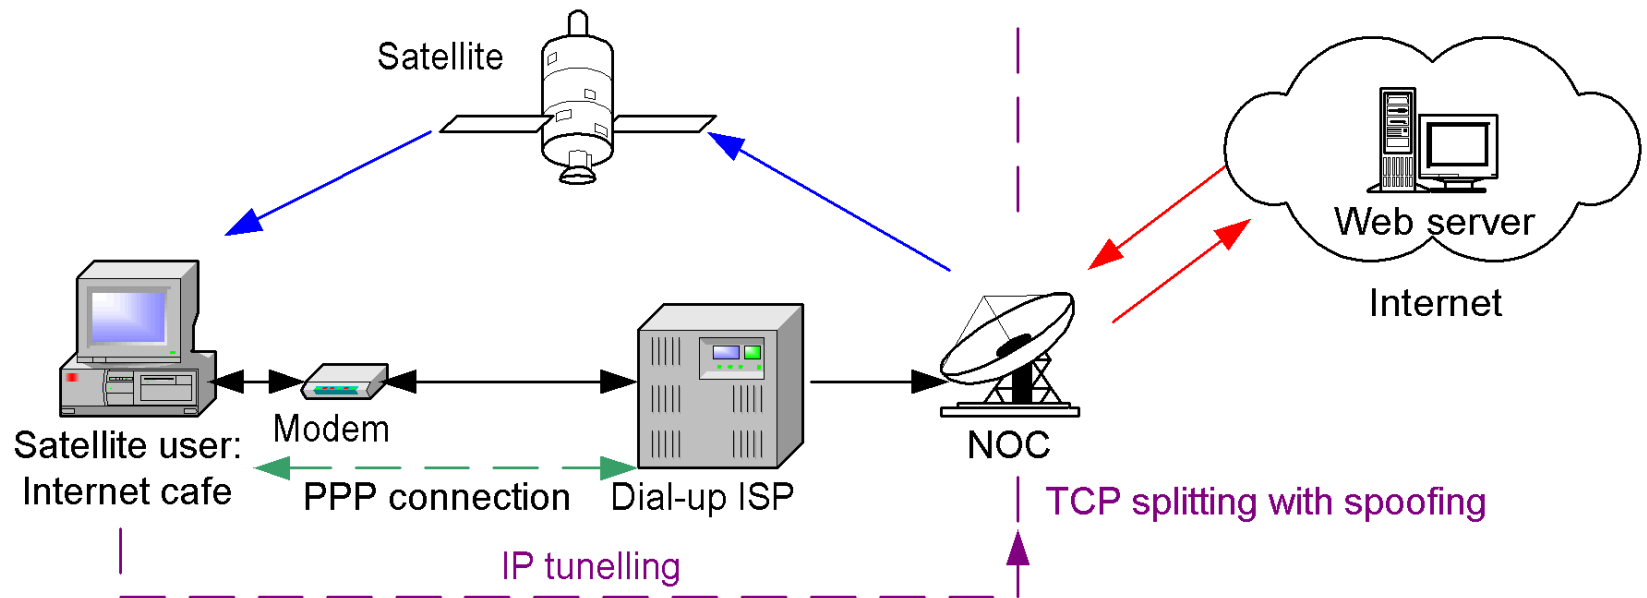 Satellite
Web server
Internet
Modem
NOC
Satellite user:
Internet cafe
PPP connection
Dial-up ISP
TCP splitting with spoofing
IP tunelling